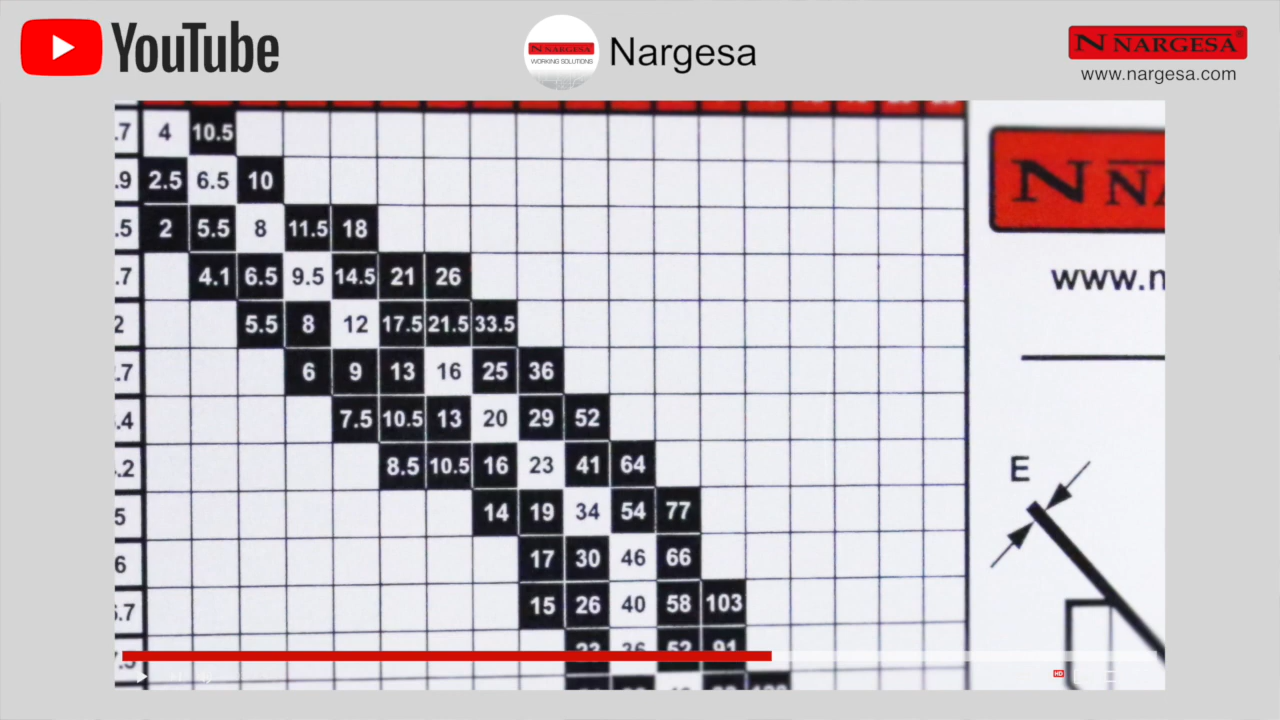 YouTube
N NARGESA
WORKING SOLUTIONS
Nargesa
N NARGESA®
www.nargesa.com
.7 4 10.5
.9 2.5 6.5 10
.5 2 5.5 8 11.5 18
.7 4.1 6.5 9.5 14.5 21 26
2 5.5 8 12 17.5 21.5 33.5
.7 6 9 13 16 25 36
.4 7.5 10.5 13 20 29 52
.2 8.5 10.5 16 23 41 64
5 14 19 34 54 77
6 17 30 46 66
.7 15 26 40 58 103
91
N NA
www.n
E
HD